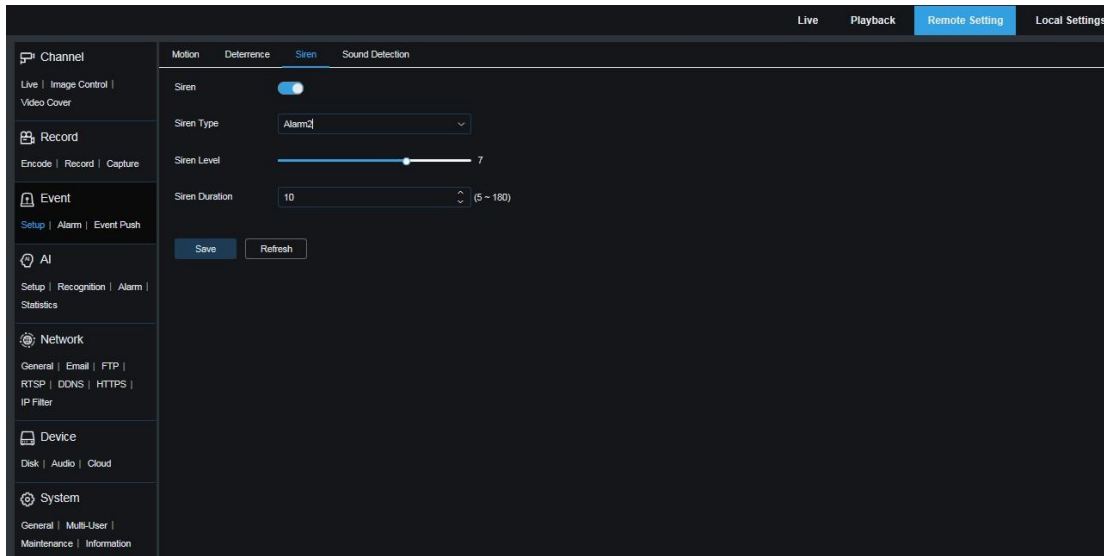 Live Playback Remote Setting Local Settings
Channel
Live | Image Control |
Video Cover
Record
Encode | Record | Capture
Event
Setup | Alarm | Event Push
AI
Setup | Recognition | Alarm |
Statistics
Network
General | Email | FTP |
RTSP | DDNS | HTTPS |
IP Filter
Device
Disk | Audio | Cloud
System
General | Multi-User |
Maintenance | Information
Motion Deterrence Siren Sound Detection
Siren
Siren Type Alarm2
Siren Level 7
Siren Duration 10 (5 ~ 180)
Save Refresh